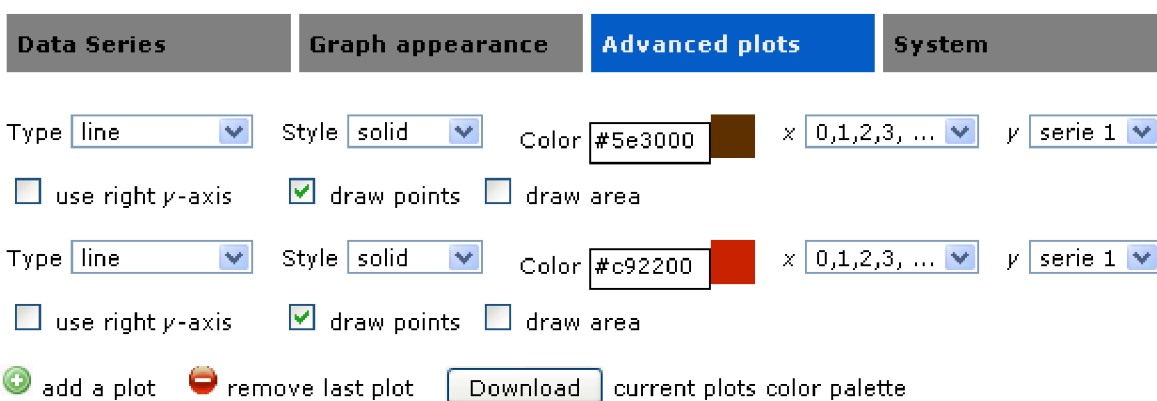 Data Series Graph appearance Advanced plots System
Type line Style solid Color #5e3000 x 0,1,2,3, ... y serie 1
use right y-axis draw points draw area
Type line Style solid Color #c92200 x 0,1,2,3, ... y serie 1
use right y-axis draw points draw area
add a plot remove last plot Download current plots color palette